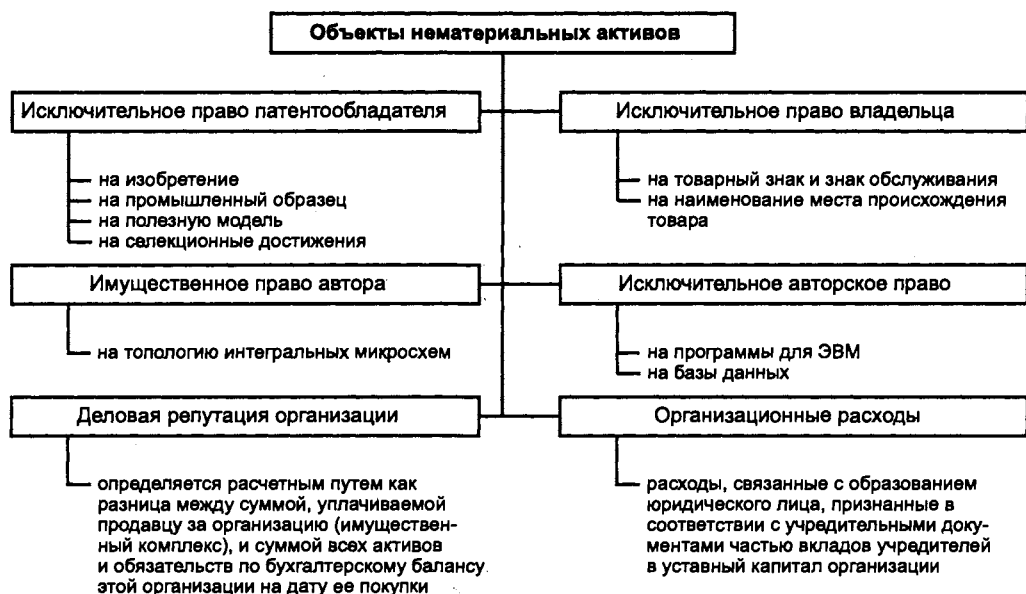 Объекты нематериальных активов
Исключительное право патентообладателя
на изобретение
на промышленный образец
на полезную модель
на селекционные достижения
Исключительное право владельца
на товарный знак и знак обслуживания
на наименование места происхождения
товара
Имущественное право автора
на топологию интегральных микросхем
Исключительное авторское право
на программы для ЭВМ
на базы данных
Деловая репутация организации
определяется расчетным путем как
разница между суммой, уплачиваемой
продавцу за организацию (имуществен-
ный комплекс), и суммой всех активов
и обязательств по бухгалтерскому балансу
этой организации на дату ее покупки
Организационные расходы
расходы, связанные с образованием
юридического лица, признанные в
соответствии с учредительными доку-
ментами частью вкладов учредителей
в уставный капитал организации